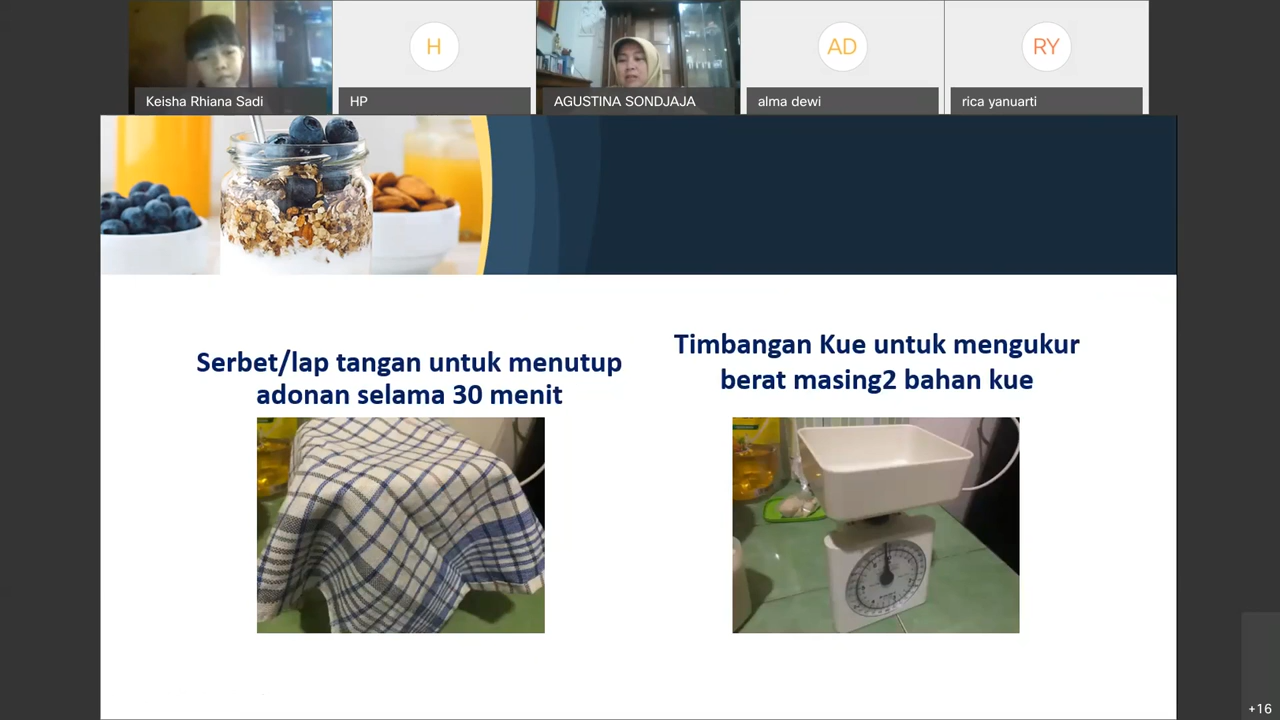 H
AD
RY
Keisha Rhiana Sadi
HP
AGUSTINA SONDJAJA
alma dewi
rica yanuarti
Serbet/lap tangan untuk menutup
adonan selama 30 menit
Timbangan Kue untuk mengukur
berat masing2 bahan kue
+16